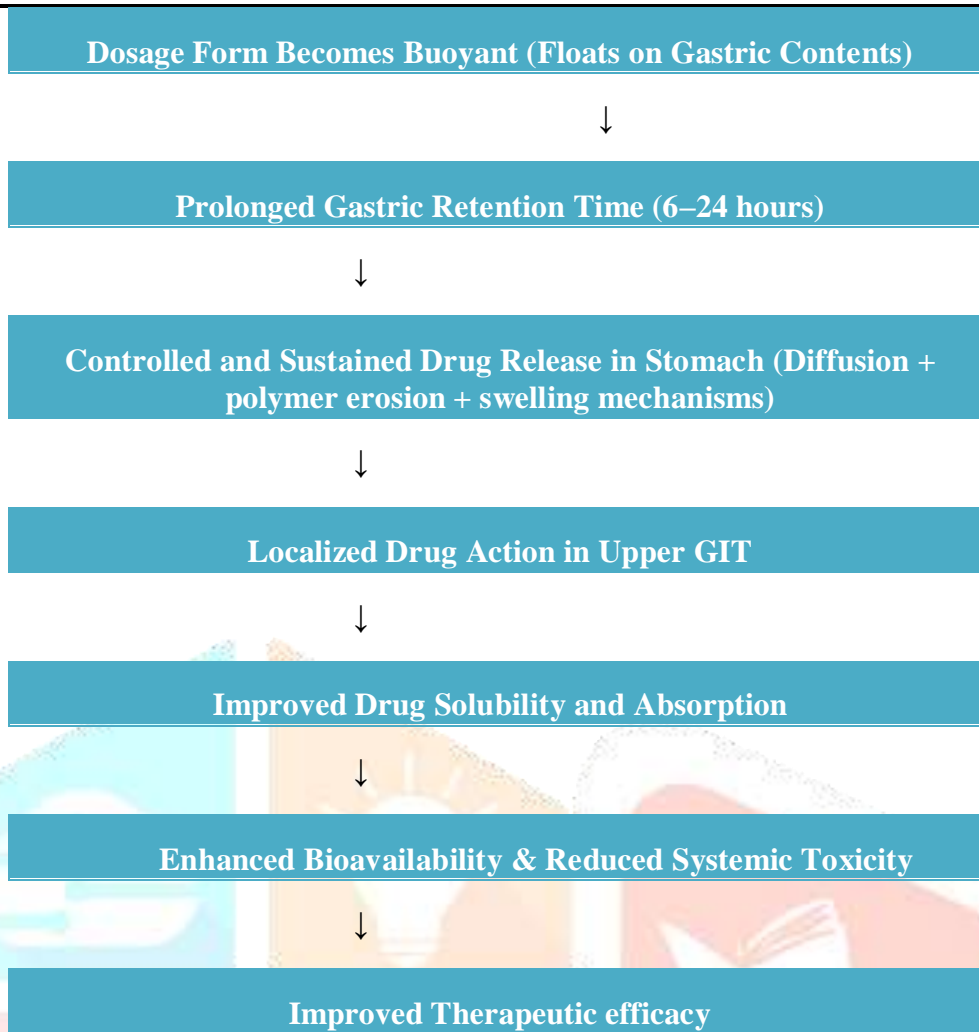 Dosage Form Becomes Buoyant (Floats on Gastric Contents)
↓
Prolonged Gastric Retention Time (6–24 hours)
↓
Controlled and Sustained Drug Release in Stomach (Diffusion +
polymer erosion + swelling mechanisms)
↓
Localized Drug Action in Upper GIT
↓
Improved Drug Solubility and Absorption
↓
Enhanced Bioavailability & Reduced Systemic Toxicity
↓
Improved Therapeutic efficacy